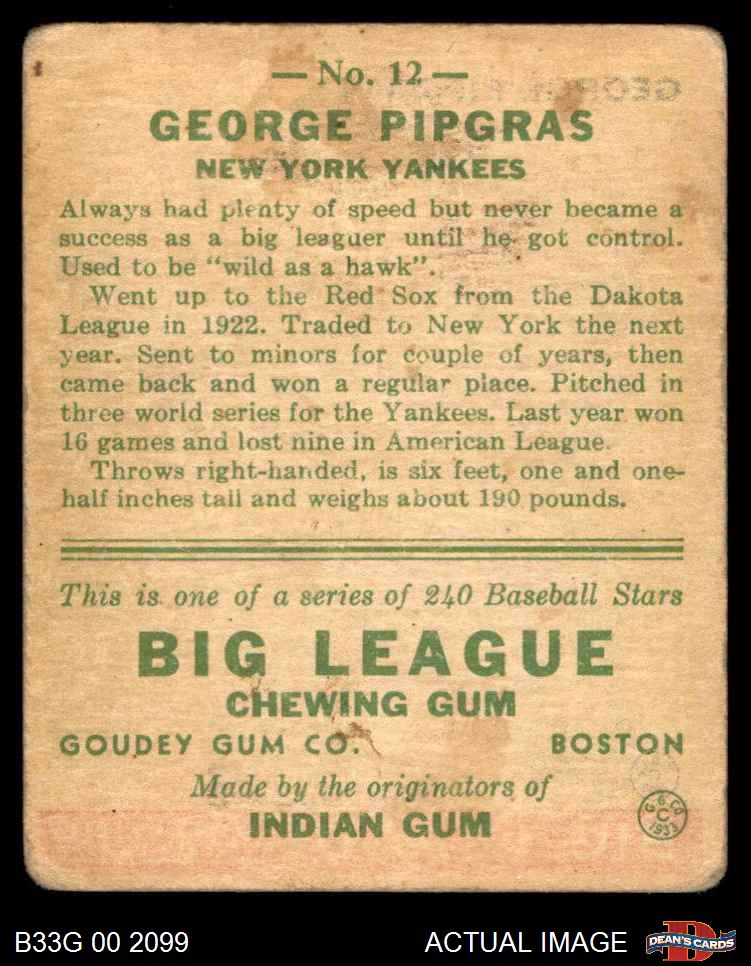 — No. 12 —
GEORGE PIPGRAS
NEW YORK YANKEES
Always had plenty of speed but never became a
success as a big leaguer until he got control.
Used to be "wild as a hawk".
Went up to the Red Sox from the Dakota
League in 1922. Traded to New York the next
year. Sent to minors for couple of years, then
came back and won a regular place. Pitched in
three world series for the Yankees. Last year won
16 games and lost nine in American League.
Throws right-handed, is six feet, one and one-
half inches tall and weighs about 190 pounds.
This is one of a series of 240 Baseball Stars
BIG LEAGUE
CHEWING GUM
GOUDEY GUM CO. BOSTON
Made by the originators of
INDIAN GUM
G. G. CO
C
1933
B33G 00 2099 ACTUAL IMAGE
D
DEAN'S CARDS